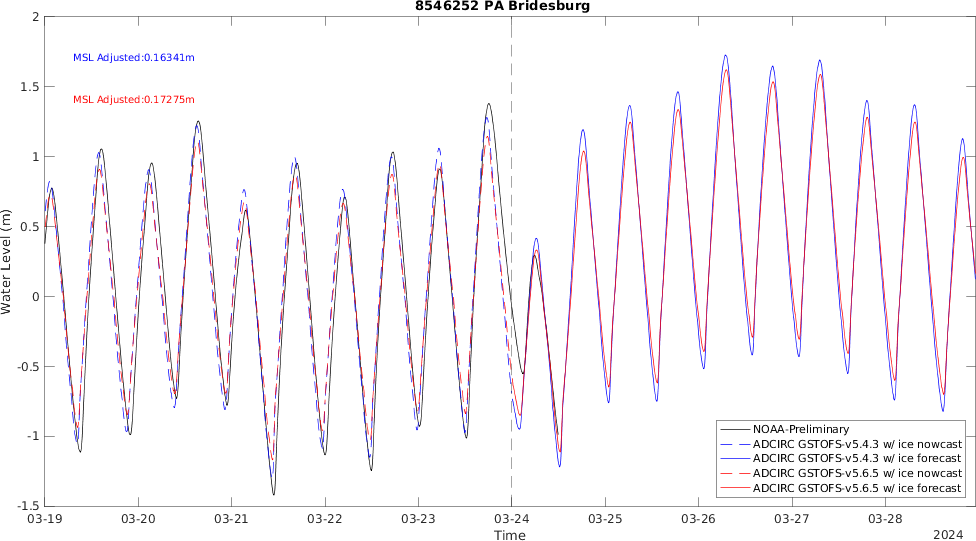 8546252 PA Bridesburg
MSL Adjusted:0.16341m
MSL Adjusted:0.17275m
Water Level (m)
2
1.5
1
0.5
0
-0.5
-1
-1.5
NOAA-Preliminary
ADCIRC GSTOFS-v5.4.3 w/ ice nowcast
ADCIRC GSTOFS-v5.4.3 w/ ice forecast
ADCIRC GSTOFS-v5.6.5 w/ ice nowcast
ADCIRC GSTOFS-v5.6.5 w/ ice forecast
03-19 03-20 03-21 03-22 03-23 03-24 03-25 03-26 03-27 03-28
Time
2024